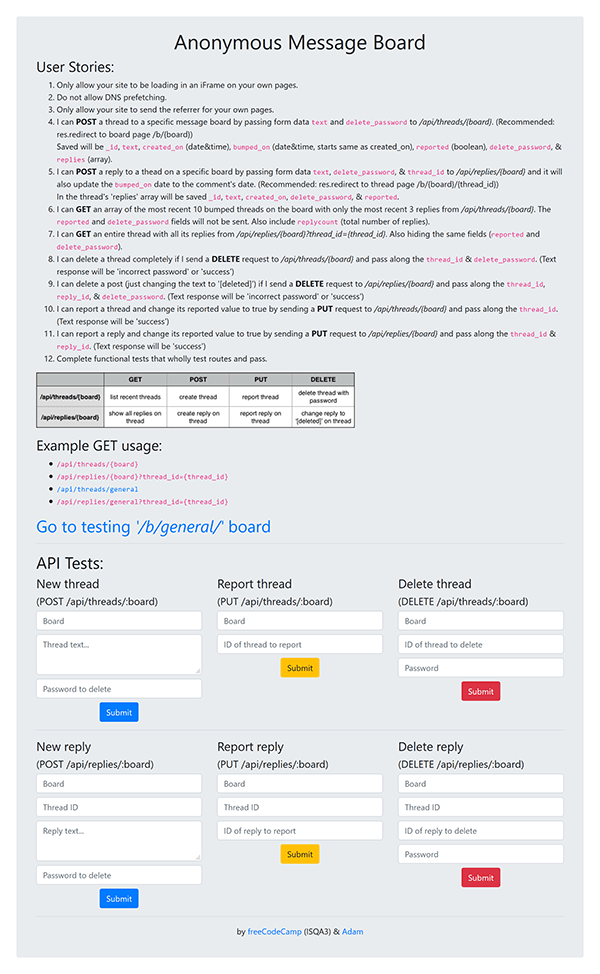 Anonymous Message Board
User Stories:
1. Only allow your site to be loading in an iFrame on your own pages.
2. Do not allow DNS prefetching.
3. Only allow your site to send the referrer for your own pages.
4. I can POST a thread to a specific message board by passing form data text and delete_password to /api/threads/{board}. (Recommended:
res.redirect to board page /b/{board})
Saved will be _id, text, created_on (date&time), bumped_on (date&time, starts same as created_on), reported (boolean), delete_password, &
replies (array).
5. I can POST a reply to a thead on a specific board by passing form data text, delete_password, & thread_id to /api/replies/{board} and it will
also update the bumped_on date to the comment's date. (Recommended: res.redirect to thread page /b/{board}/{thread_id})
In the thread's 'replies' array will be saved _id, text, created_on, delete_password, & reported.
6. I can GET an array of the most recent 10 bumped threads on the board with only the most recent 3 replies from /api/threads/{board}. The
reported and delete_password fields will not be sent. Also include replycount (total number of replies).
7. I can GET an entire thread with all its replies from /api/replies/{board}?thread_id={thread_id}. Also hiding the same fields (reported and
delete_password).
8. I can delete a thread completely if I send a DELETE request to /api/threads/{board} and pass along the thread_id & delete_password. (Text
response will be 'incorrect password' or 'success')
9. I can delete a post (just changing the text to '[deleted]') if I send a DELETE request to /api/replies/{board} and pass along the thread_id,
reply_id, & delete_password. (Text response will be 'incorrect password' or 'success')
10. I can report a thread and change its reported value to true by sending a PUT request to /api/threads/{board} and pass along the thread_id.
(Text response will be 'success')
11. I can report a reply and change its reported value to true by sending a PUT request to /api/replies/{board} and pass along the thread_id &
reply_id. (Text response will be 'success')
12. Complete functional tests that wholly test routes and pass.
GET POST PUT DELETE
/api/threads/{board} list recent threads create thread report thread delete thread with password
/api/replies/{board} show all replies on thread create reply on thread report reply on thread change reply to '[deleted]' on thread
Example GET usage:
/api/threads/{board}
/api/replies/{board}?thread_id={thread_id}
/api/threads/general
/api/replies/general?thread_id={thread_id}
Go to testing '/b/general/' board
API Tests:
New thread
(POST /api/threads/:board)
Board
Thread text...
Password to delete
Submit
Report thread
(PUT /api/threads/:board)
Board
ID of thread to report
Submit
Delete thread
(DELETE /api/threads/:board)
Board
ID of thread to delete
Password
Submit
New reply
(POST /api/replies/:board)
Board
Thread ID
Reply text...
Password to delete
Submit
Report reply
(PUT /api/replies/:board)
Board
Thread ID
ID of reply to report
Submit
Delete reply
(DELETE /api/replies/:board)
Board
Thread ID
ID of reply to delete
Password
Submit
by freeCodeCamp (ISQA3) & Adam